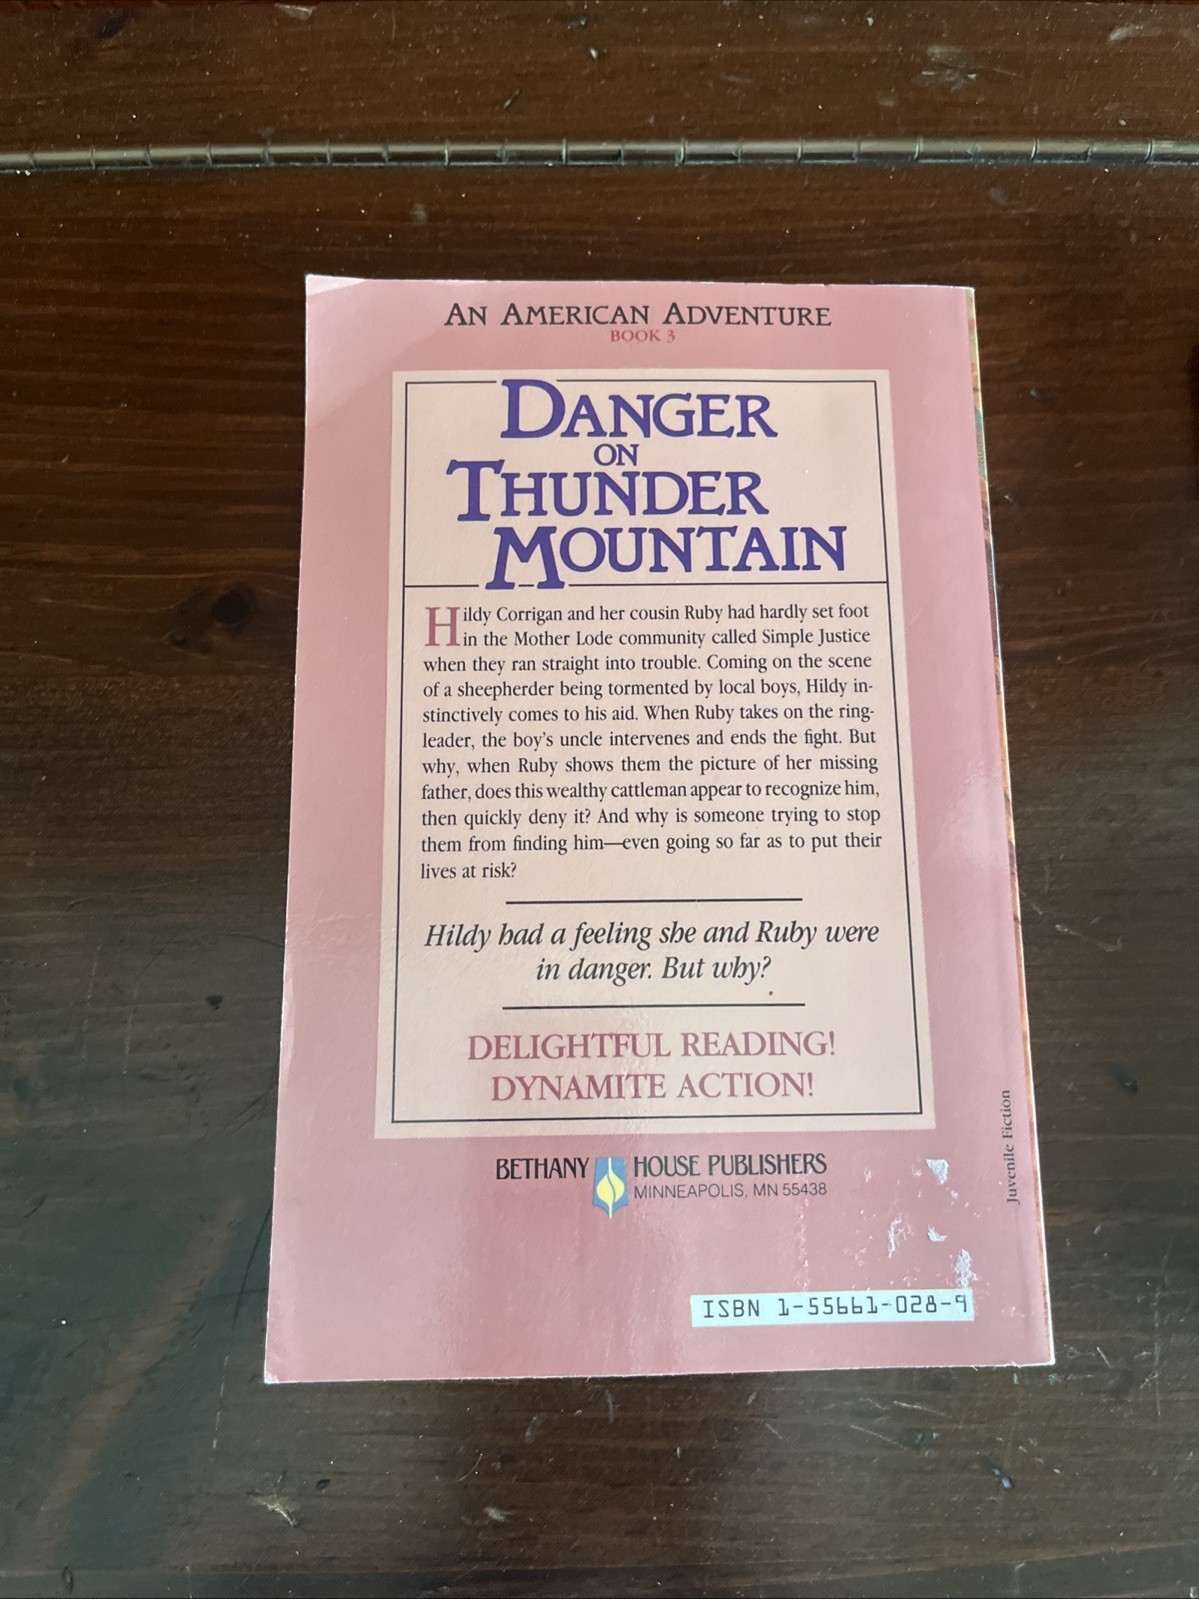 AN AMERICAN ADVENTURE
BOOK 3
DANGER
ON
THUNDER
MOUNTAIN
Hildy Corrigan and her cousin Ruby had hardly set foot
in the Mother Lode community called Simple Justice
when they ran straight into trouble. Coming on the scene
of a sheepherder being tormented by local boys, Hildy in-
stinctively comes to his aid. When Ruby takes on the ring-
leader, the boy's uncle intervenes and ends the fight. But
why, when Ruby shows them the picture of her missing
father, does this wealthy cattleman appear to recognize him,
then quickly deny it? And why is someone trying to stop
them from finding him—even going so far as to put their
lives at risk?
Hildy had a feeling she and Ruby were
in danger. But why?
DELIGHTFUL READING!
DYNAMITE ACTION!
BETHANY HOUSE PUBLISHERS
MINNEAPOLIS, MN 55438
Juvenile Fiction
ISBN 1-55661-028-9